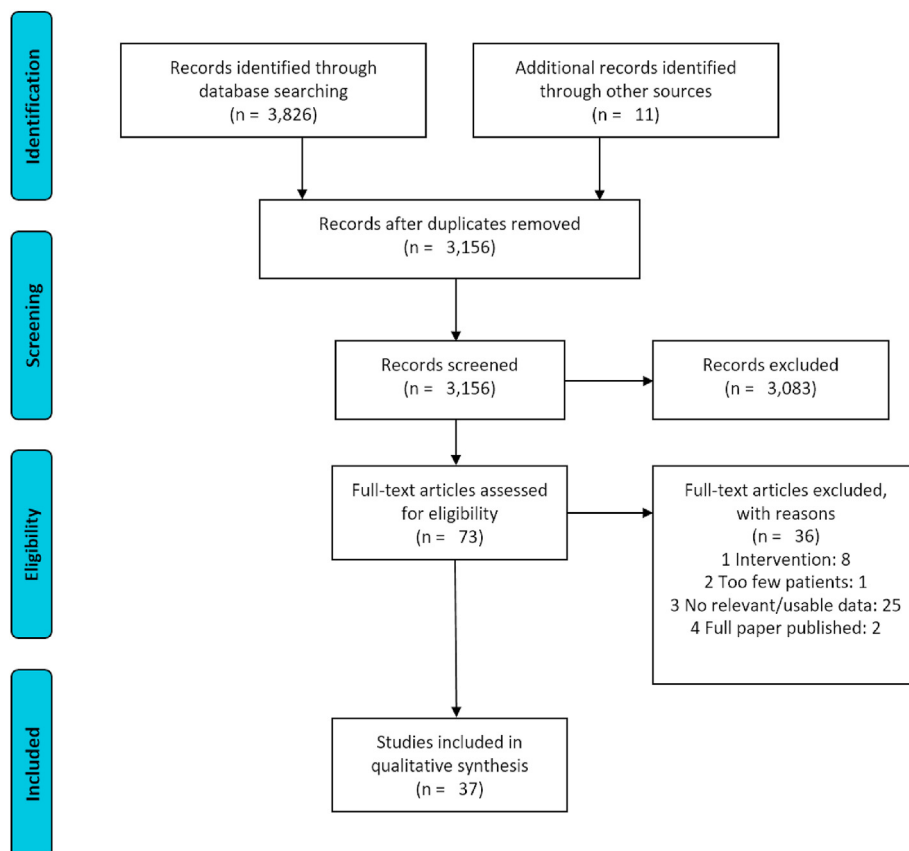 Identification
Records identified through
database searching
(n = 3,826)
Additional records identified
through other sources
(n = 11)
Records after duplicates removed
(n = 3,156)
Screening
Records screened
(n = 3,156)
Records excluded
(n = 3,083)
Eligibility
Full-text articles assessed
for eligibility
(n = 73)
Full-text articles excluded,
with reasons
(n = 36)
1 Intervention: 8
2 Too few patients: 1
3 No relevant/usable data: 25
4 Full paper published: 2
Included
Studies included in
qualitative synthesis
(n = 37)